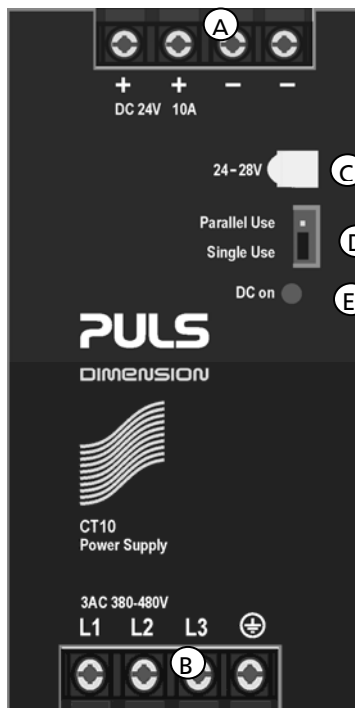 A
+ + − −
DC 24V 10A
24–28V
C
Parallel Use
D
Single Use
DC on
E
PULS
DIMENSION
CT10
Power Supply
3AC 380-480V
L1 L2 L3
B